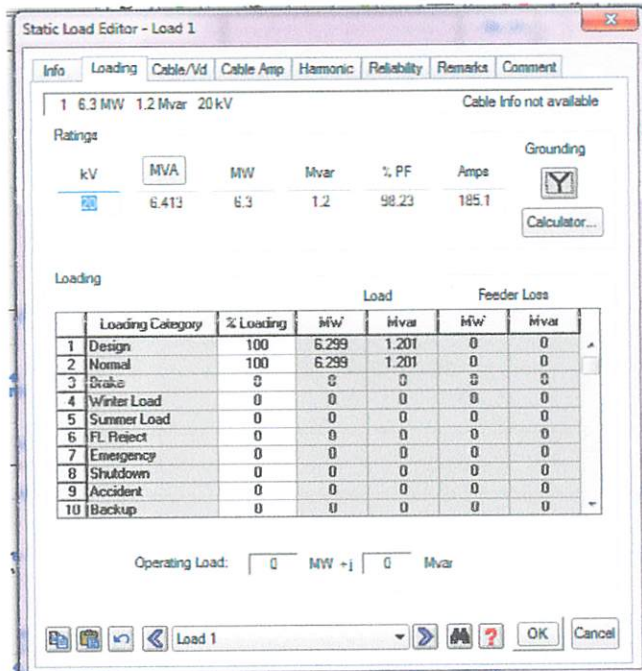 Static Load Editor - Load 1
Info Loading Cable/Vd Cable Amp Harmonic Reliability Remarks Comment
1 6.3 MW 1.2 Mvar 20 kV Cable Info not available
Ratings
Grounding
kV MVA MW Mvar % PF Amps
20 6.413 6.3 1.2 98.23 185.1
Calculator...
Loading
Load Feeder Loss
Loading Category % Loading MW Mvar MW Mvar
1 Design 100 6.299 1.201 0 0
2 Normal 100 6.299 1.201 0 0
3 Brake 0 0 0 0 0
4 Winter Load 0 0 0 0 0
5 Summer Load 0 0 0 0 0
6 FL Reject 0 0 0 0 0
7 Emergency 0 0 0 0 0
8 Shutdown 0 0 0 0 0
9 Accident 0 0 0 0 0
10 Backup 0 0 0 0 0
Operating Load: 0 MW +j 0 Mvar
Load 1 OK Cancel